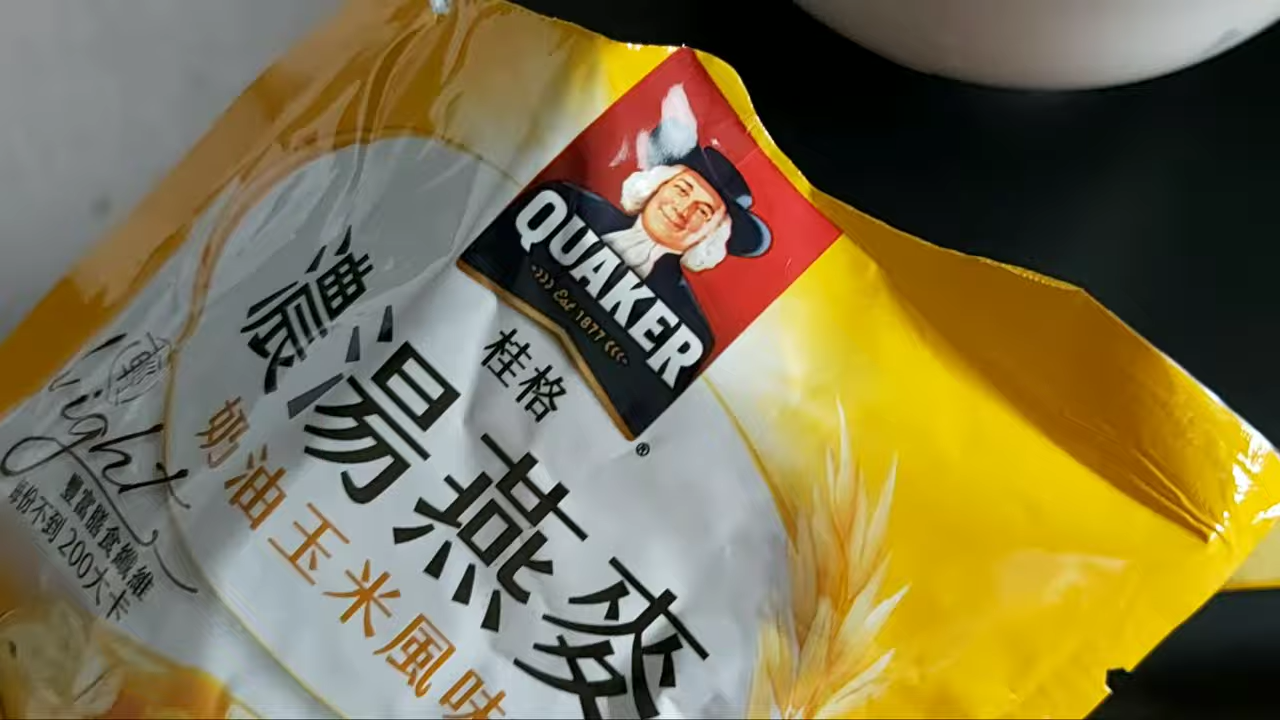 QUAKER
Est 1877
桂格
®
濃湯燕麥
奶油玉米風味
Light
豐富膳食纖維
每份不到200大卡